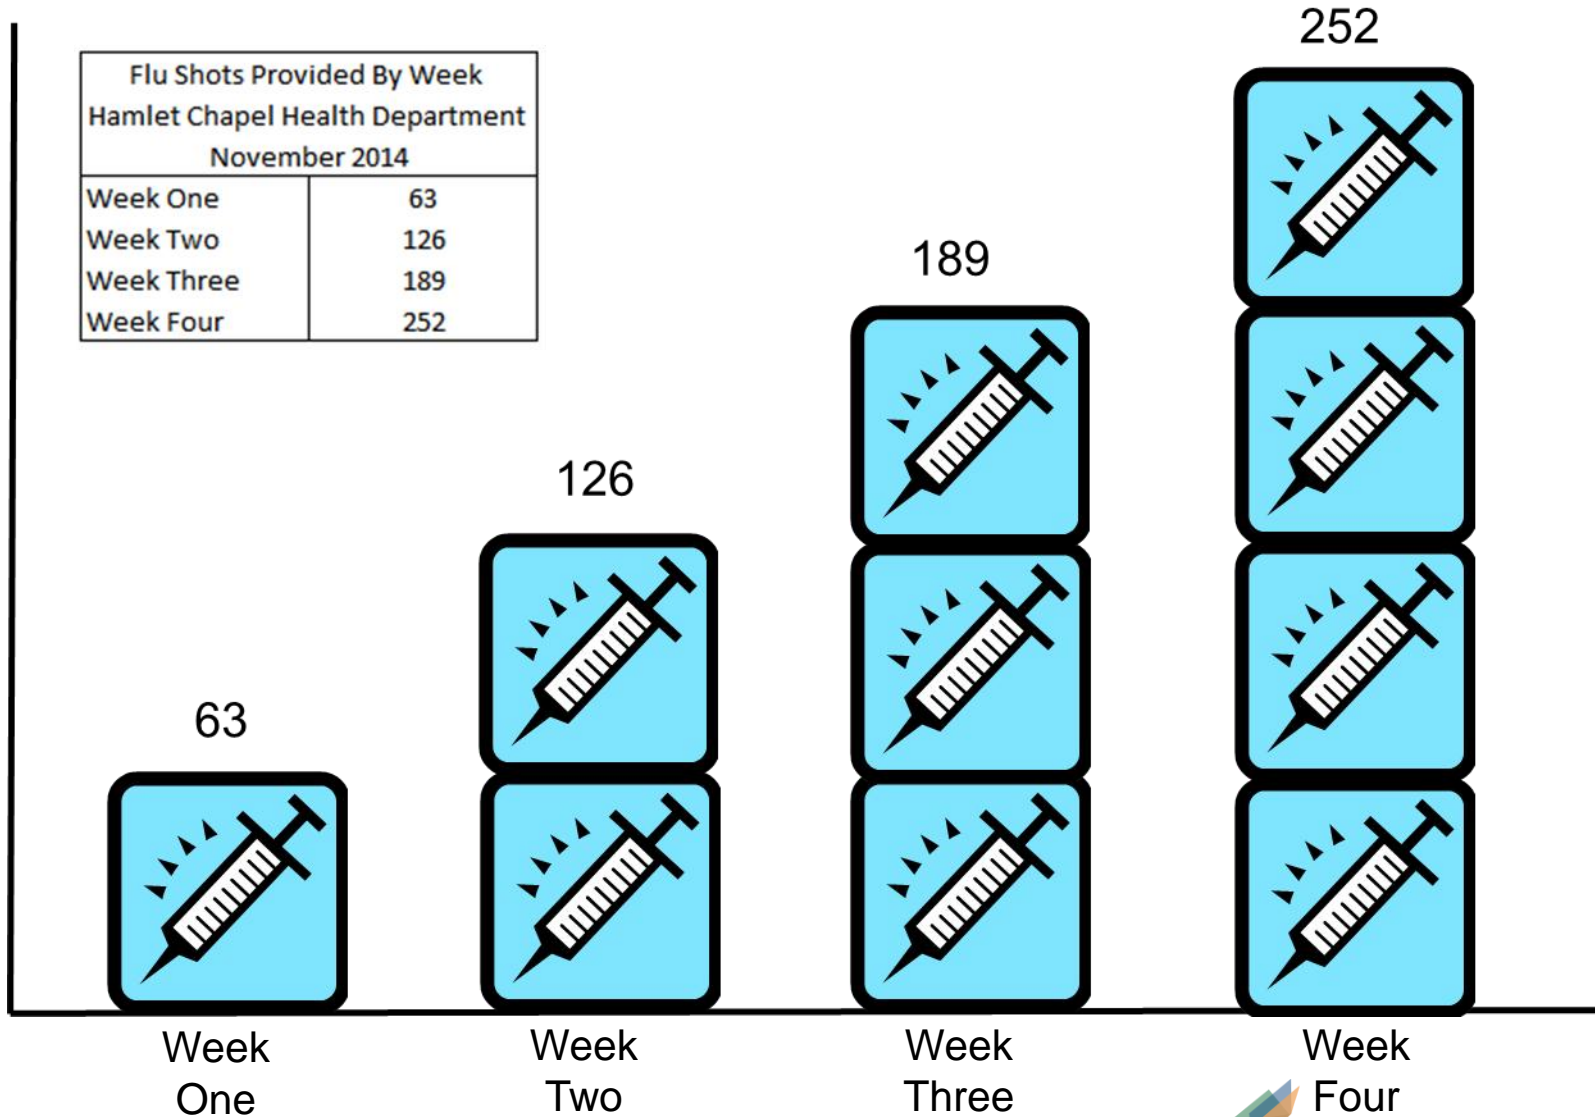 252
Flu Shots Provided By Week
Hamlet Chapel Health Department
November 2014
Week One 63
Week Two 126
Week Three 189
Week Four 252
189
126
63
Week
One
Week
Two
Week
Three
Week
Four